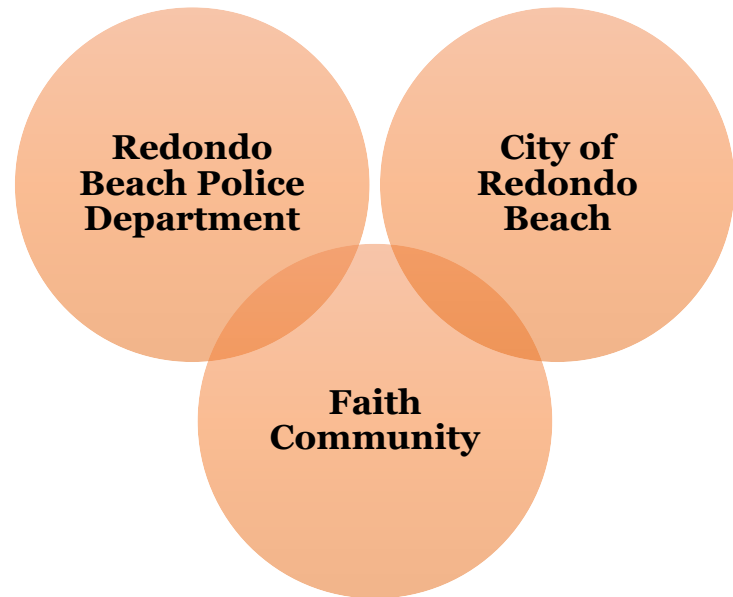 Redondo
Beach Police
Department
City of
Redondo
Beach
Faith
Community